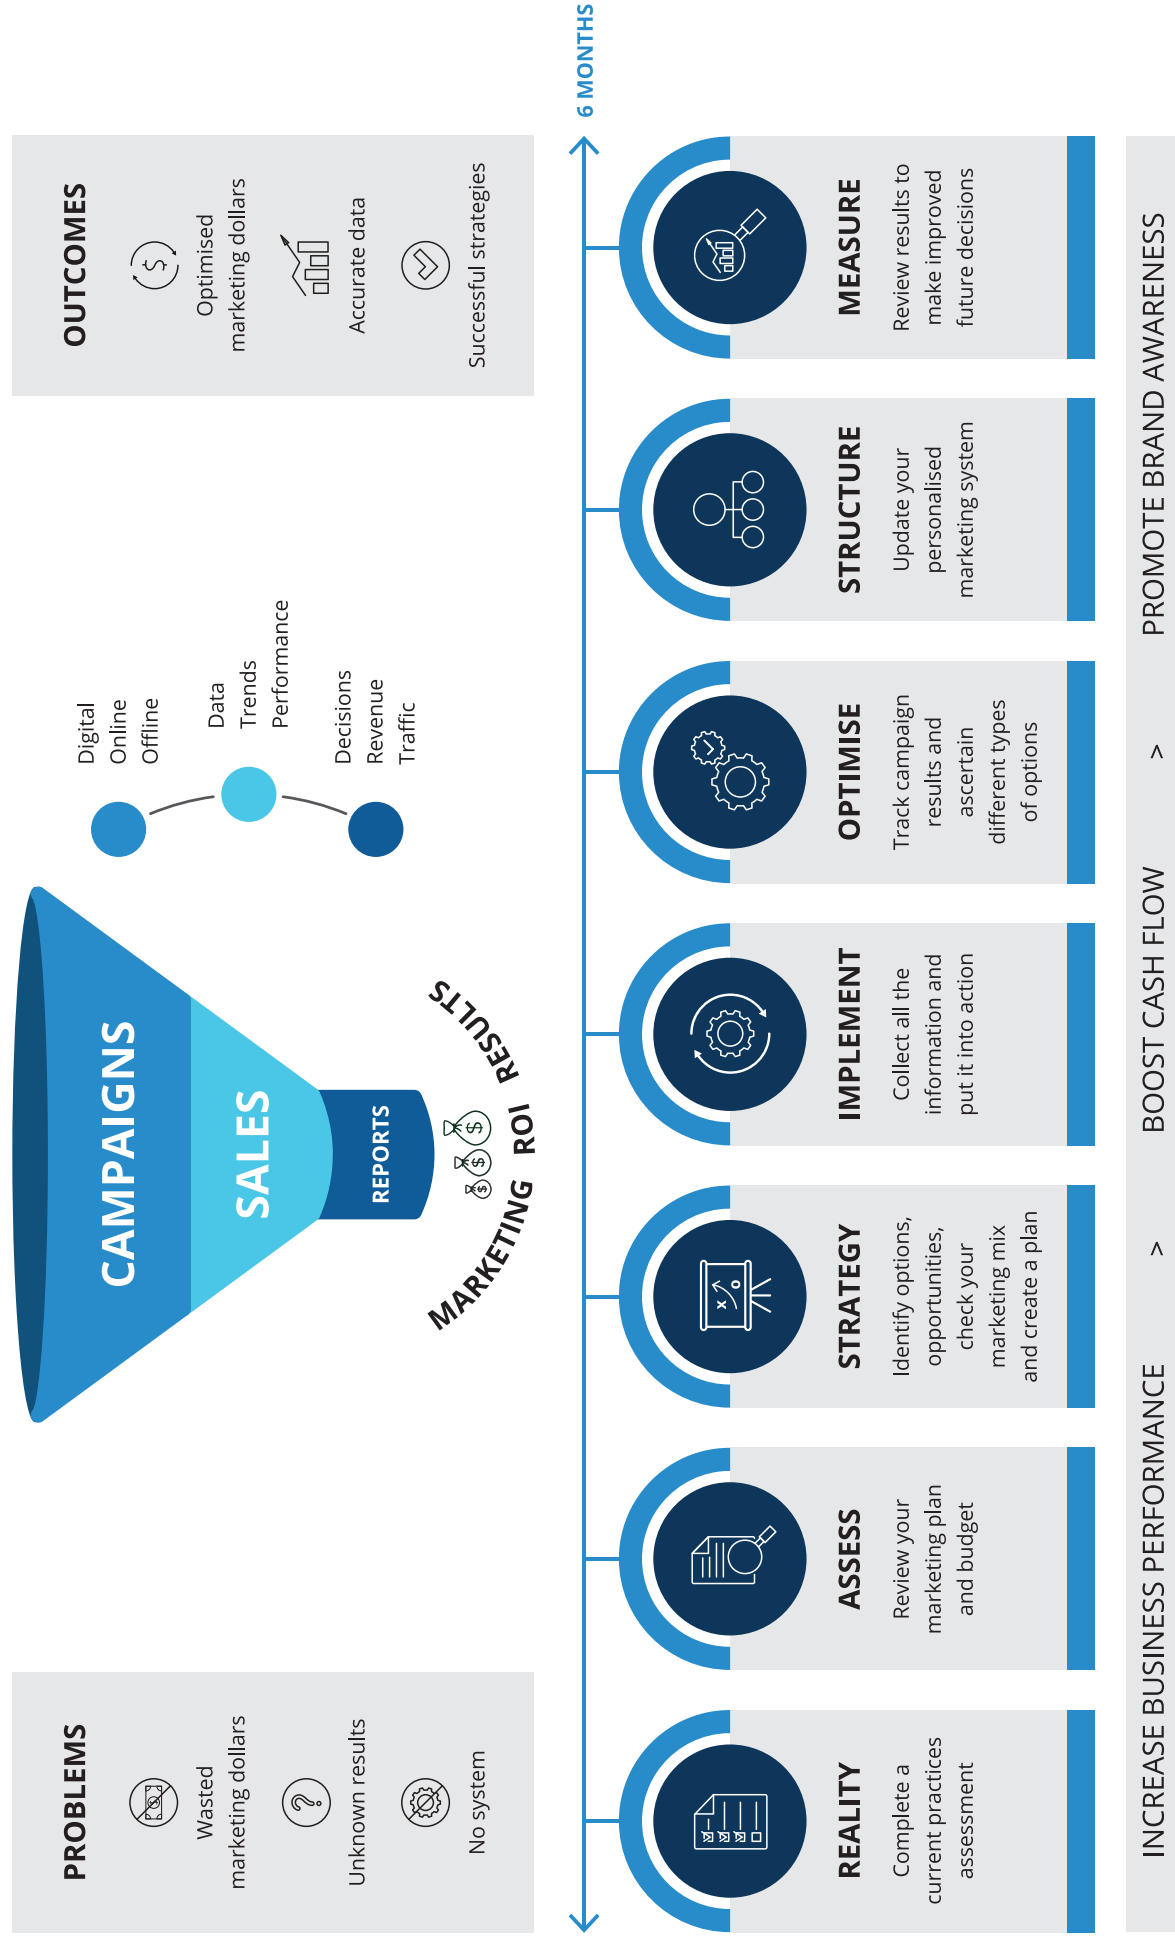 PROBLEMS
Wasted
marketing dollars
Unknown results
No system
CAMPAIGNS
SALES
REPORTS
MARKETING ROI RESULTS
Digital
Online
Offline
Data
Trends
Performance
Decisions
Revenue
Traffic
OUTCOMES
Optimised
marketing dollars
Accurate data
Successful strategies
6 MONTHS
REALITY
Complete a
current practices
assessment
ASSESS
Review your
marketing plan
and budget
STRATEGY
Identify options,
opportunities,
check your
marketing mix
and create a plan
IMPLEMENT
Collect all the
information and
put it into action
OPTIMISE
Track campaign
results and
ascertain
different types
of options
STRUCTURE
Update your
personalised
marketing system
MEASURE
Review results to
make improved
future decisions
INCREASE BUSINESS PERFORMANCE > BOOST CASH FLOW > PROMOTE BRAND AWARENESS